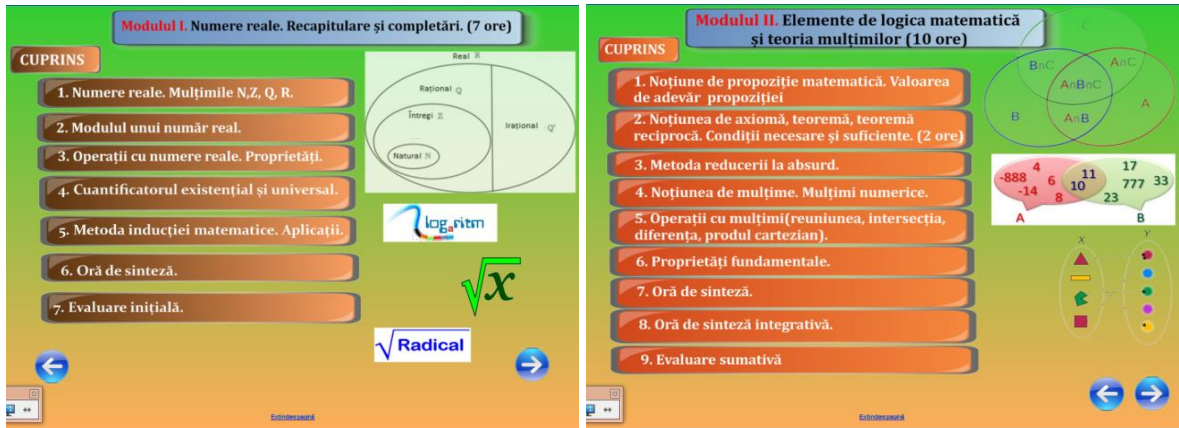 Modulul I. Numere reale. Recapitulare și completări. (7 ore)
CUPRINS
1. Numere reale. Mulțimile N,Z, Q, R.
2. Modulul unui număr real.
3. Operații cu numere reale. Proprietăți.
4. Cuantificatorul existențial și universal.
5. Metoda inducției matematice. Aplicații.
6. Oră de sinteză.
7. Evaluare inițială.
Real ℝ
Rațional ℚ
Întregi ℤ
Natural ℕ
Irațional Q'
logaritm
√x
√Radical
Extinderepagină
Modulul II. Elemente de logica matematică
și teoria mulțimilor (10 ore)
CUPRINS
1. Noțiune de propoziție matematică. Valoarea
de adevăr propoziției
2. Noțiunea de axiomă, teoremă, teoremă
reciprocă. Condiții necesare și suficiente. (2 ore)
3. Metoda reducerii la absurd.
4. Noțiunea de mulțime. Mulțimi numerice.
5. Operații cu mulțimi(reuniunea, intersecția,
diferența, produl cartezian).
6. Proprietăți fundamentale.
7. Oră de sinteză.
8. Oră de sinteză integrativă.
9. Evaluare sumativă
C
B∩C
A∩C
A∩B∩C
B
A
A∩B
-888 4 6 -14 8
10 11
17 777 33 23
A
B
X
Y
Extinderepagină